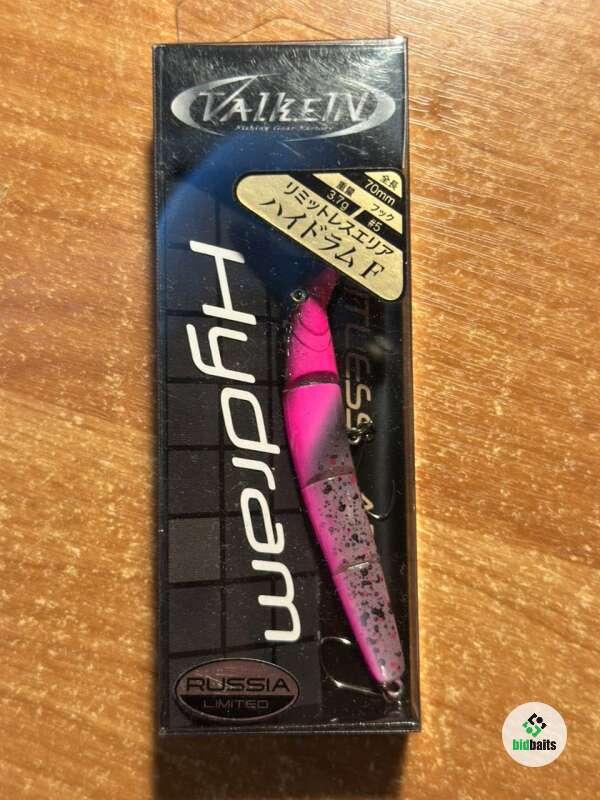 ValkeIN
Fishing Gear Factory
全長
70mm
フック
#5
重量
3.7g
リミットレスエリア
ハイドラム F
Hydram
RUSSIA
LIMITED
bidbaits